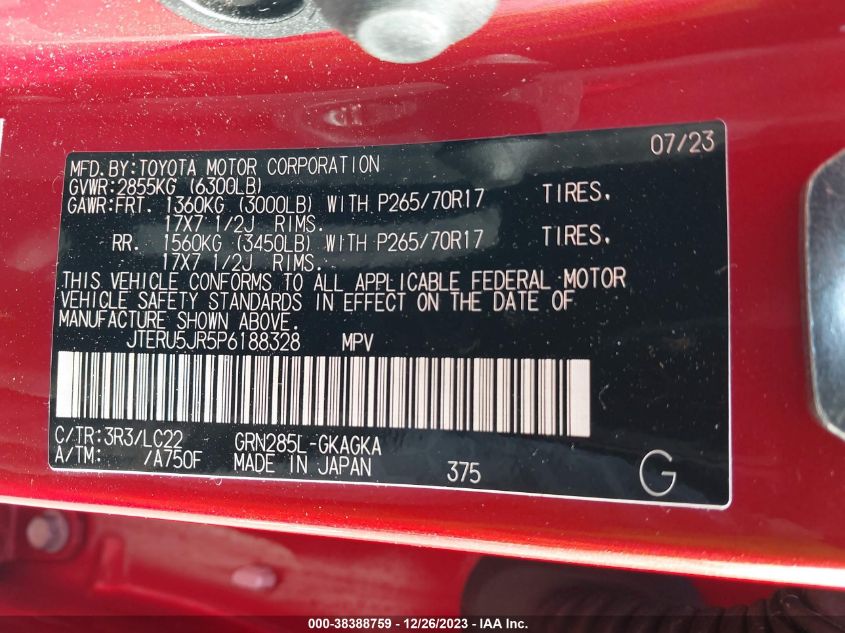 07/23
MFD. BY:TOYOTA MOTOR CORPORATION
GVWR:2855KG (6300LB)
GAWR:FRT. 1360KG (3000LB) WITH P265/70R17 TIRES,
17X7 1/2J RIMS.
RR. 1560KG (3450LB) WITH P265/70R17 TIRES,
17X7 1/2J RIMS.
THIS VEHICLE CONFORMS TO ALL APPLICABLE FEDERAL MOTOR
VEHICLE SAFETY STANDARDS IN EFFECT ON THE DATE OF
MANUFACTURE SHOWN ABOVE.
JTERU5JR5P6188328 MPV
C/TR:3R3/LC22 GRN285L-GKAGKA
A/TM: /A750F MADE IN JAPAN 375 G
000-38388759 - 12/26/2023 - IAA Inc.